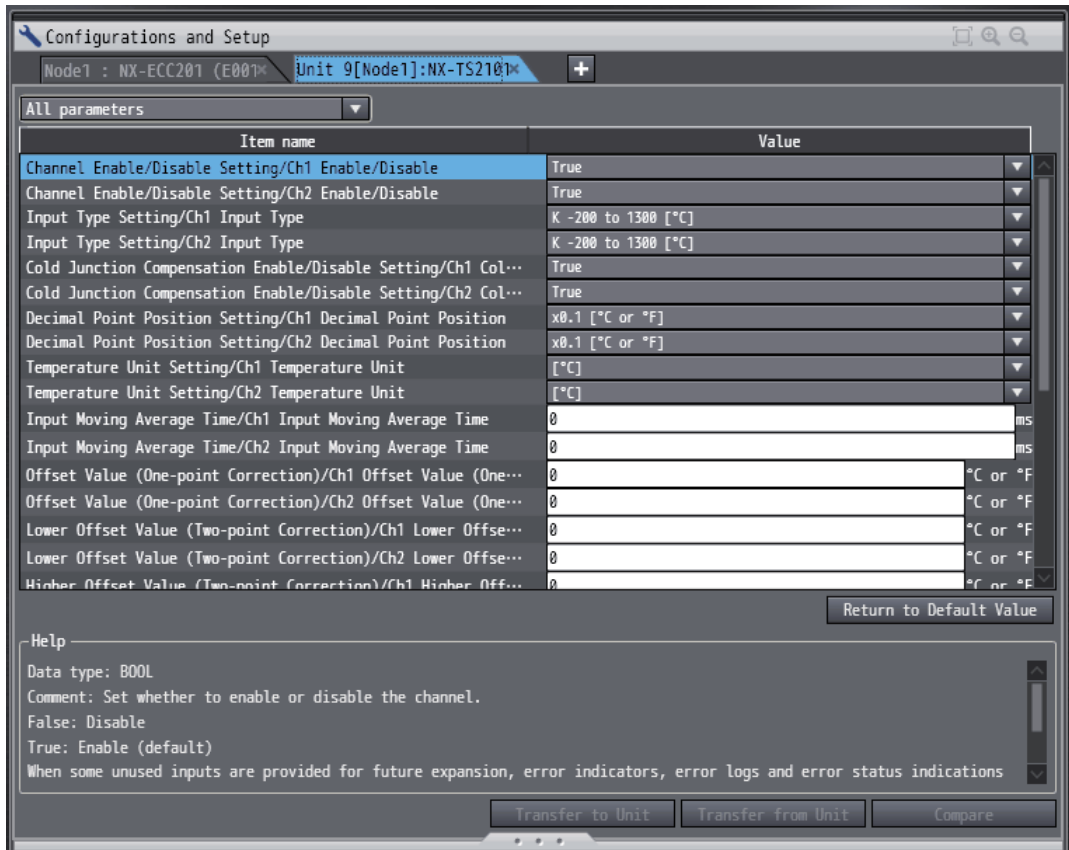 Configurations and Setup
Node1 : NX-ECC201 (E001 Unit 9[Node1]:NX-TS2101
All parameters
Item name Value
Channel Enable/Disable Setting/Ch1 Enable/Disable True
Channel Enable/Disable Setting/Ch2 Enable/Disable True
Input Type Setting/Ch1 Input Type K -200 to 1300 [°C]
Input Type Setting/Ch2 Input Type K -200 to 1300 [°C]
Cold Junction Compensation Enable/Disable Setting/Ch1 Col··· True
Cold Junction Compensation Enable/Disable Setting/Ch2 Col··· True
Decimal Point Position Setting/Ch1 Decimal Point Position x0.1 [°C or °F]
Decimal Point Position Setting/Ch2 Decimal Point Position x0.1 [°C or °F]
Temperature Unit Setting/Ch1 Temperature Unit [°C]
Temperature Unit Setting/Ch2 Temperature Unit [°C]
Input Moving Average Time/Ch1 Input Moving Average Time 0 ms
Input Moving Average Time/Ch2 Input Moving Average Time 0 ms
Offset Value (One-point Correction)/Ch1 Offset Value (One··· 0 °C or °F
Offset Value (One-point Correction)/Ch2 Offset Value (One··· 0 °C or °F
Lower Offset Value (Two-point Correction)/Ch1 Lower Offse··· 0 °C or °F
Lower Offset Value (Two-point Correction)/Ch2 Lower Offse··· 0 °C or °F
Higher Offset Value (Two-point Correction)/Ch1 Higher Off··· 0 °C or °F
Return to Default Value
Help
Data type: BOOL
Comment: Set whether to enable or disable the channel.
False: Disable
True: Enable (default)
When some unused inputs are provided for future expansion, error indicators, error logs and error status indications
Transfer to Unit Transfer from Unit Compare